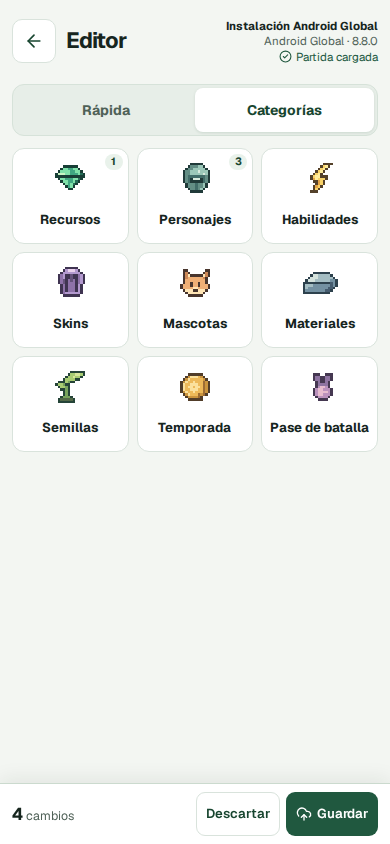 Editor
Instalación Android Global
Android Global · 8.8.0
Partida cargada
Rápida
Categorías
1
Recursos
3
Personajes
Habilidades
Skins
Mascotas
Materiales
Semillas
Temporada
Pase de batalla
4 cambios
Descartar
Guardar